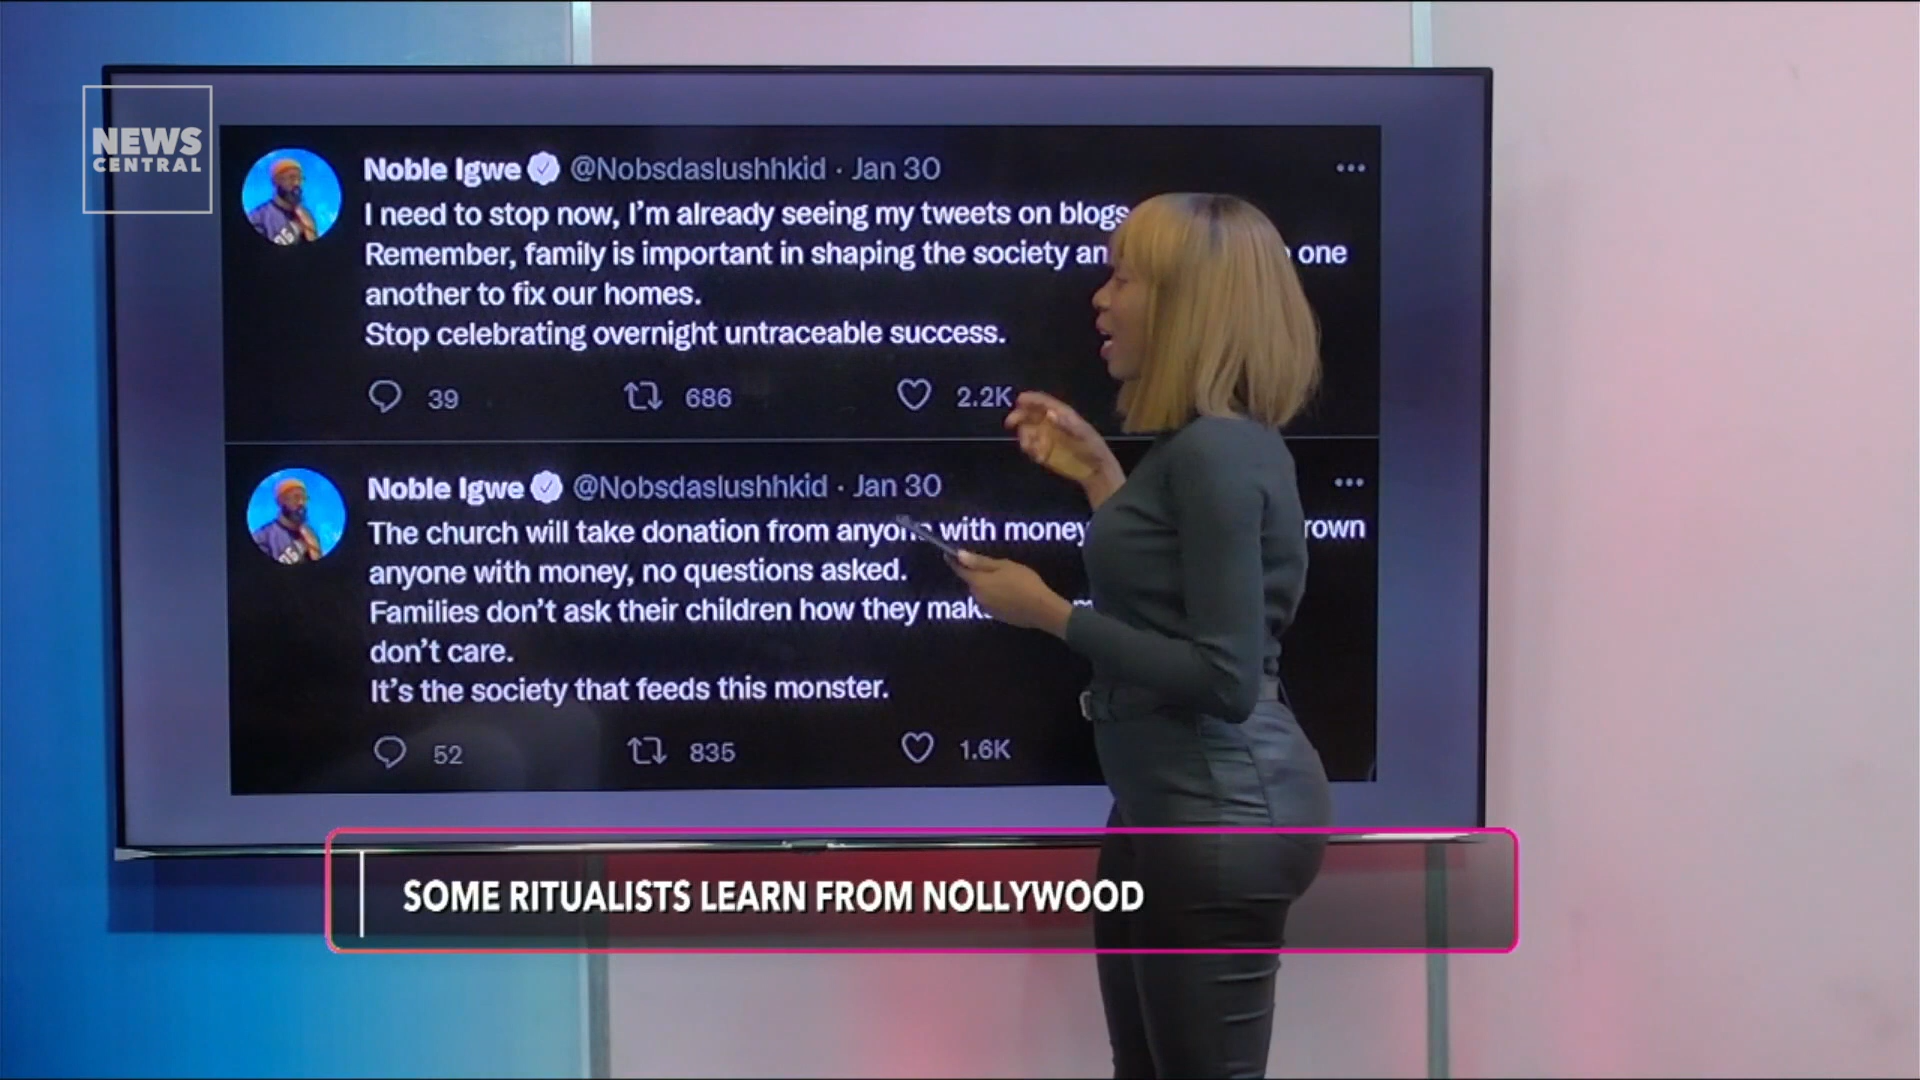 NEWS
CENTRAL
Noble Igwe @Nobsdaslushhkid · Jan 30
I need to stop now, I'm already seeing my tweets on blogs
Remember, family is important in shaping the society an one
another to fix our homes.
Stop celebrating overnight untraceable success.
39 686 2.2K
Noble Igwe @Nobsdaslushhkid · Jan 30
The church will take donation from anyone with money rown
anyone with money, no questions asked.
Families don't ask their children how they mak
don't care.
It's the society that feeds this monster.
52 835 1.6K
SOME RITUALISTS LEARN FROM NOLLYWOOD